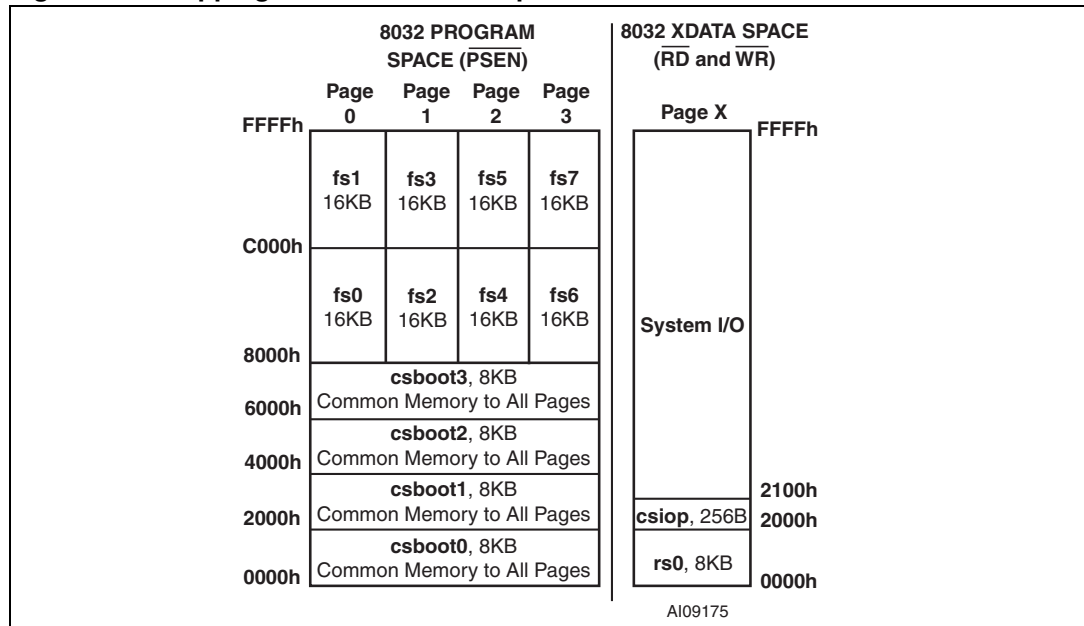 8032 PROGRAM
SPACE (PSEN)
Page Page Page Page
0 1 2 3
FFFFh
fs1 fs3 fs5 fs7
16KB 16KB 16KB 16KB
C000h
fs0 fs2 fs4 fs6
16KB 16KB 16KB 16KB
8000h
csboot3, 8KB
Common Memory to All Pages
6000h
csboot2, 8KB
Common Memory to All Pages
4000h
csboot1, 8KB
Common Memory to All Pages
2000h
csboot0, 8KB
Common Memory to All Pages
0000h
8032 XDATA SPACE
(RD and WR)
Page X
FFFFh
System I/O
2100h
csiop, 256B
2000h
rs0, 8KB
0000h
AI09175